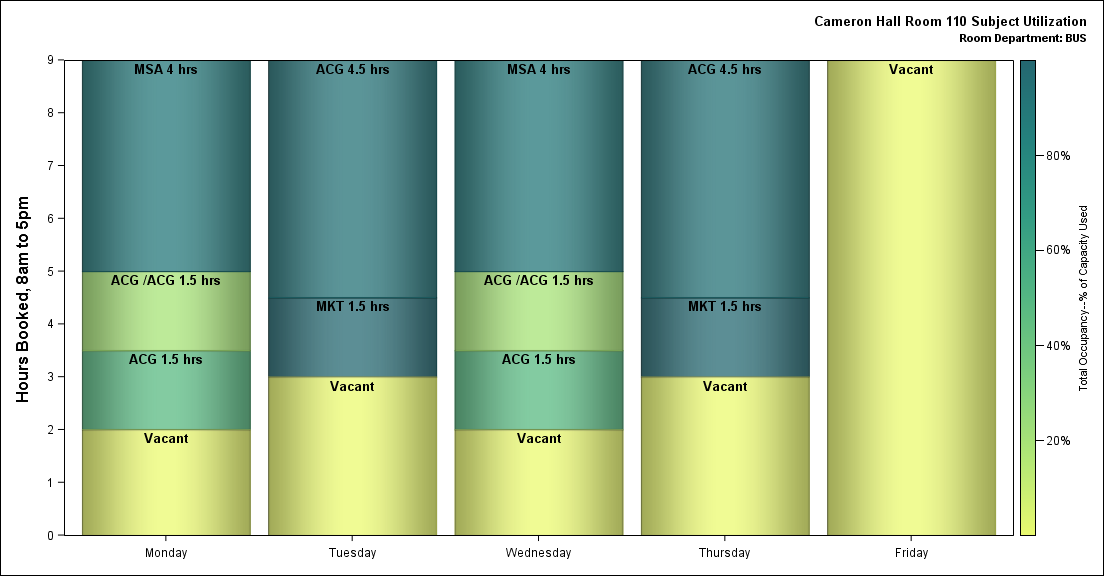 Cameron Hall Room 110 Subject Utilization
Room Department: BUS
Hours Booked, 8am to 5pm
9
8
7
6
5
4
3
2
1
0
MSA 4 hrs
ACG /ACG 1.5 hrs
ACG 1.5 hrs
Vacant
ACG 4.5 hrs
MKT 1.5 hrs
Vacant
MSA 4 hrs
ACG /ACG 1.5 hrs
ACG 1.5 hrs
Vacant
ACG 4.5 hrs
MKT 1.5 hrs
Vacant
Vacant
Monday
Tuesday
Wednesday
Thursday
Friday
80%
60%
40%
20%
Total Occupancy--% of Capacity Used